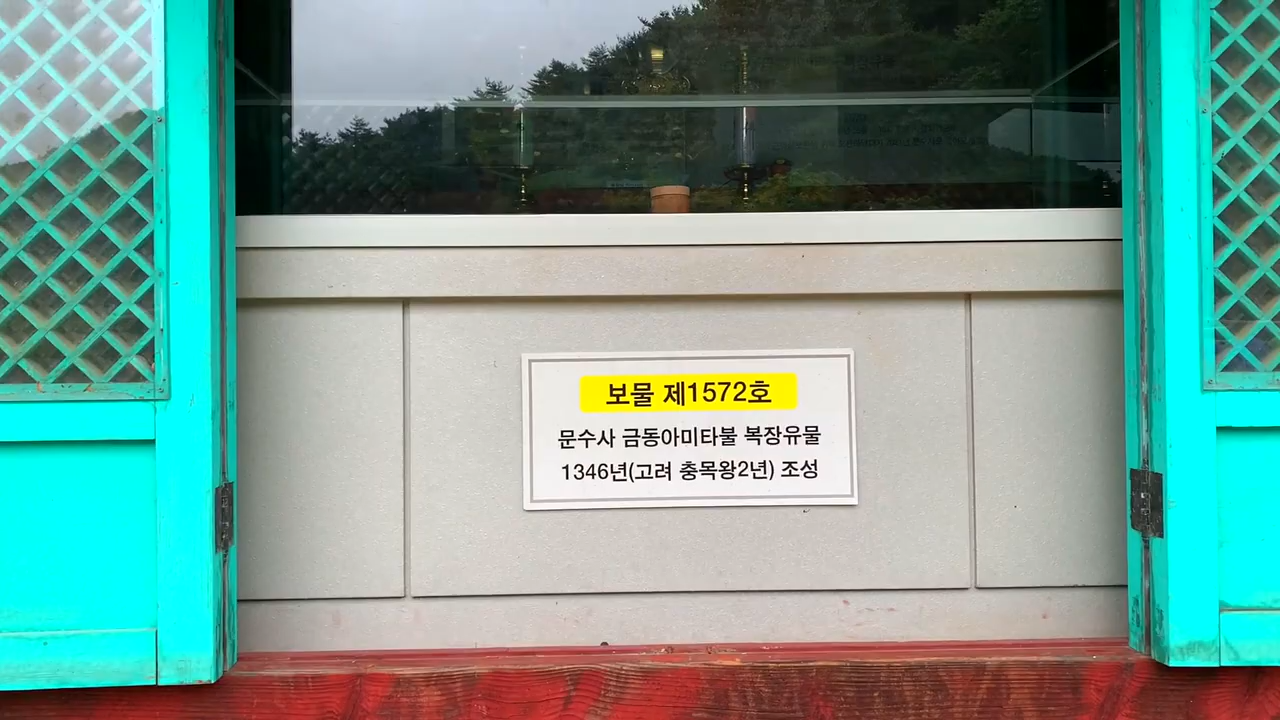 보물 제1572호
문수사 금동아미타불 복장유물
1346년(고려 충목왕2년) 조성